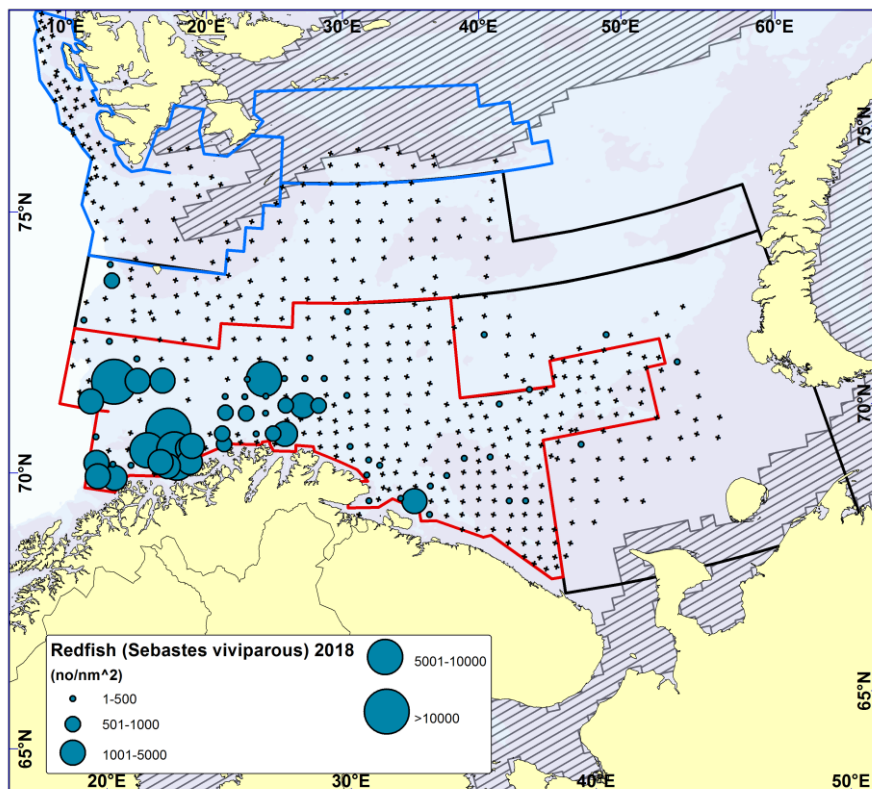 10°E 20°E 30°E 40°E 50°E 60°E
75°N
75°N
70°N
70°N
65°N
65°N
Redfish (Sebastes viviparous) 2018
(no/nm^2)
1-500
501-1000
1001-5000
5001-10000
>10000
20°E 30°E 40°E 50°E